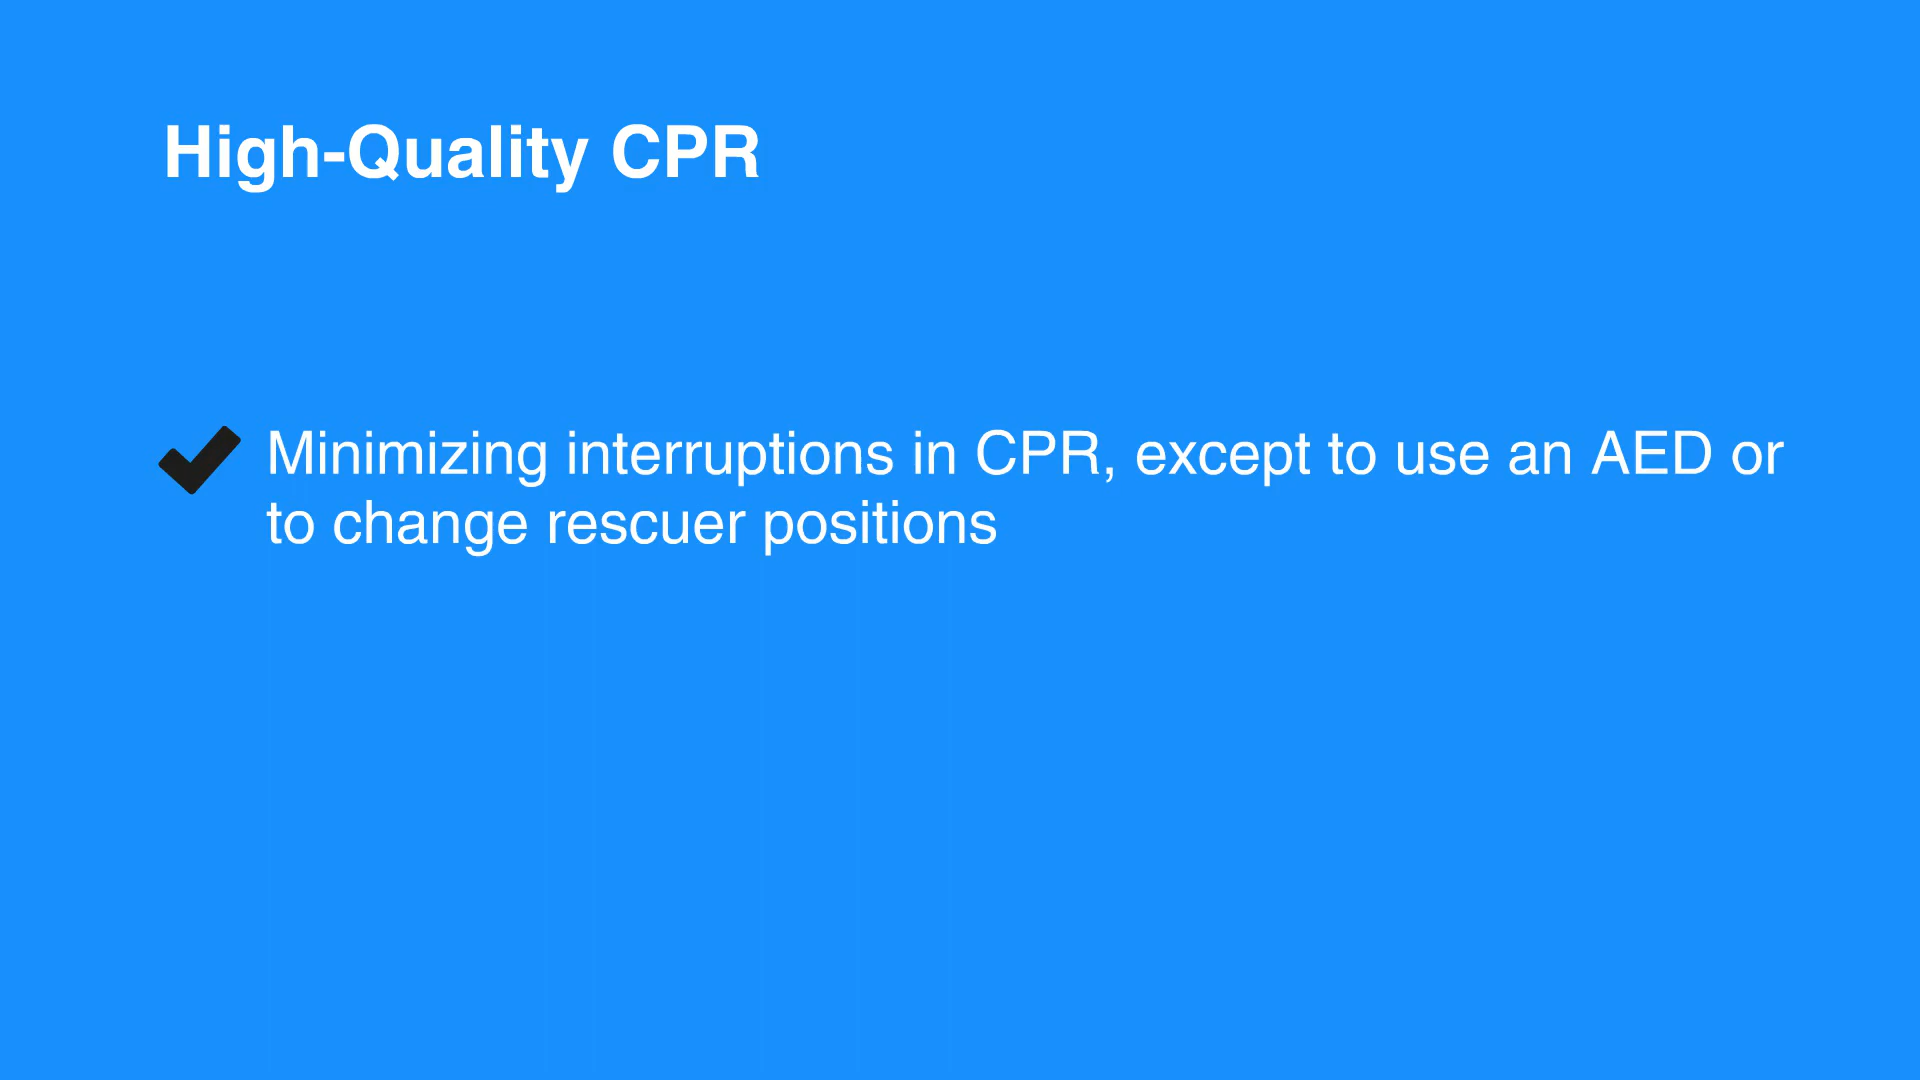 High-Quality CPR
Minimizing interruptions in CPR, except to use an AED or
to change rescuer positions